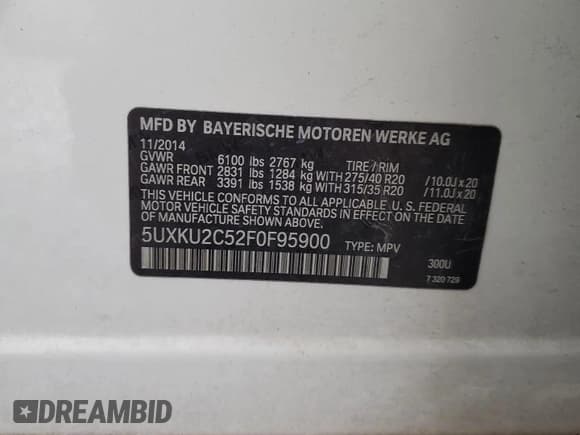 MFD BY BAYERISCHE MOTOREN WERKE AG
11/2014
GVWR 6100 lbs 2767 kg TIRE / RIM
GAWR FRONT 2831 lbs 1284 kg WITH 275/40 R20 /10.0J x 20
GAWR REAR 3391 lbs 1538 kg WITH 315/35 R20 /11.0J x 20
THIS VEHICLE CONFORMS TO ALL APPLICABLE U. S. FEDERAL
MOTOR VEHICLE SAFETY STANDARDS IN EFFECT ON THE DATE
OF MANUFACTURE SHOWN ABOVE.
5UXKU2C52F0F95900 TYPE: MPV
300U
7 320 729
DREAMBID
#DREAMBID